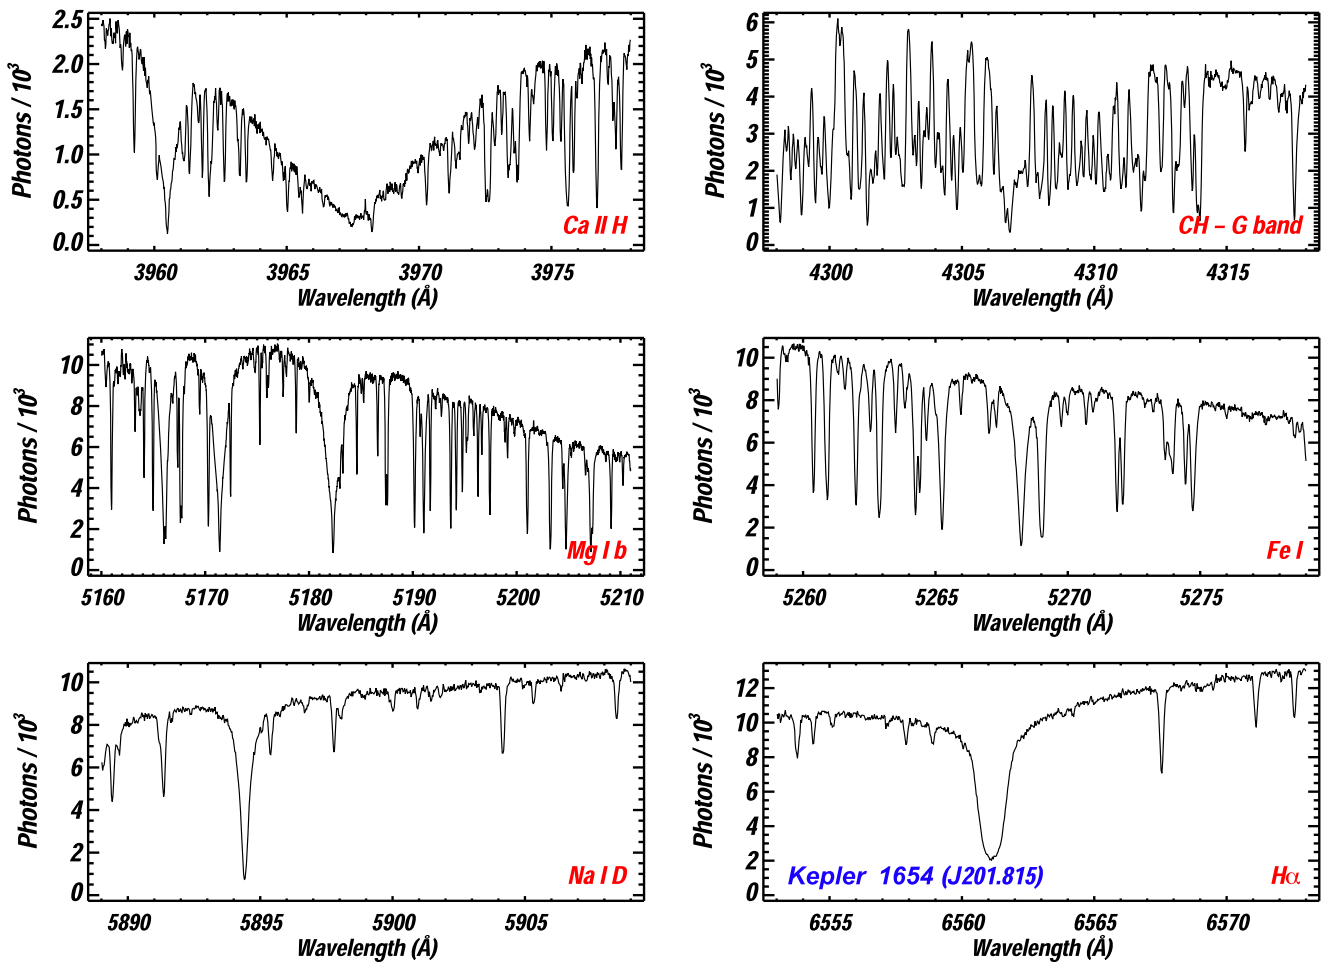 2.5
2.0
1.5
1.0
0.5
0.0
Photons / 10³
Ca II H
3960 3965 3970 3975
Wavelength (Å)
6
5
4
3
2
1
0
Photons / 10³
CH – G band
4300 4305 4310 4315
Wavelength (Å)
10
8
6
4
2
0
Photons / 10³
Mg I b
5160 5170 5180 5190 5200 5210
Wavelength (Å)
10
8
6
4
2
0
Photons / 10³
Fe I
5260 5265 5270 5275
Wavelength (Å)
10
8
6
4
2
0
Photons / 10³
Na I D
5890 5895 5900 5905
Wavelength (Å)
12
10
8
6
4
2
0
Photons / 10³
Kepler 1654 (J201.815)
Hα
6555 6560 6565 6570
Wavelength (Å)